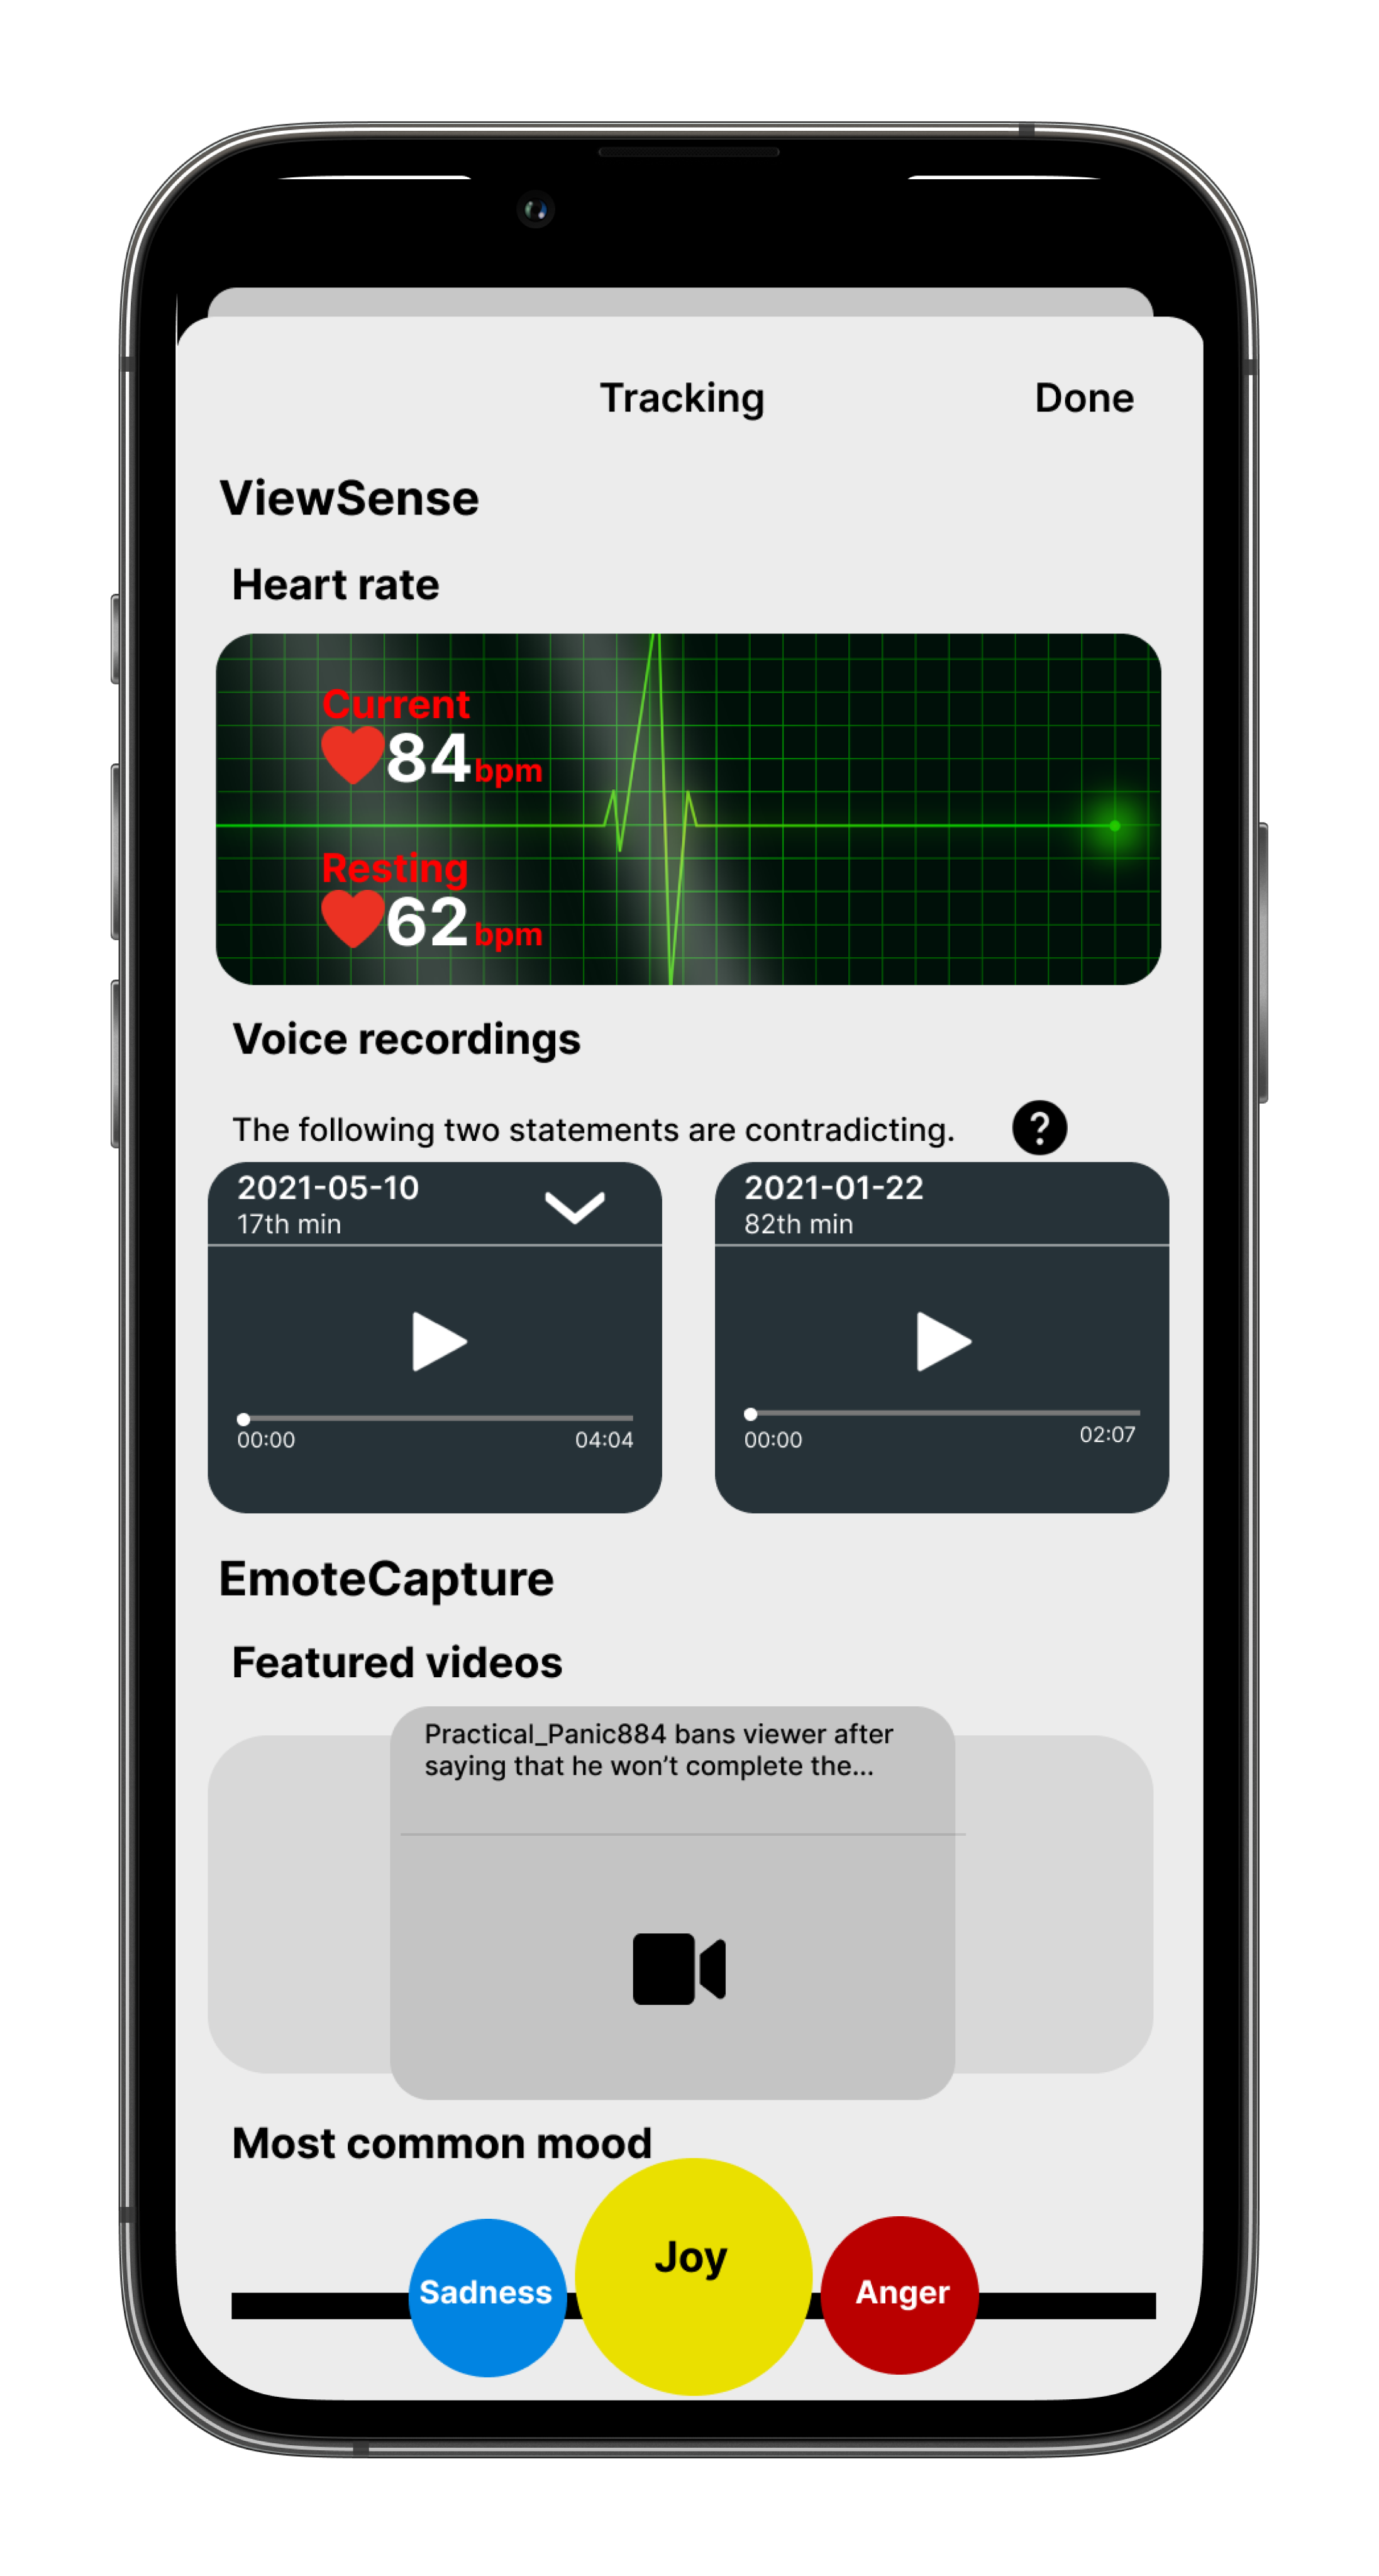 Tracking
Done
ViewSense
Heart rate
Current
84 bpm
Resting
62 bpm
Voice recordings
The following two statements are contradicting.
?
2021-05-10
17th min
00:00
04:04
2021-01-22
82th min
00:00
02:07
EmoteCapture
Featured videos
Practical_Panic884 bans viewer after
saying that he won’t complete the...
Most common mood
Sadness
Joy
Anger